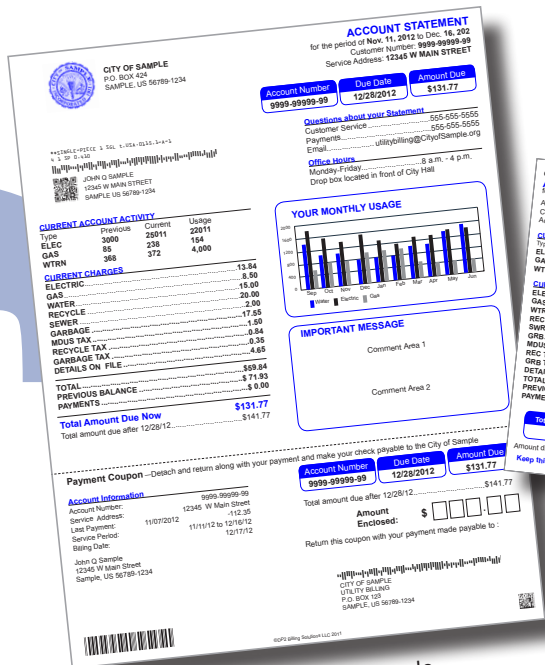 ACCOUNT STATEMENT
for the period of Nov. 11, 2012 to Dec. 16, 202
Customer Number: 9999-99999-99
Service Address: 12345 W MAIN STREET
CITY OF SAMPLE
P.O. BOX 424
SAMPLE, US 56789-1234
Account Number Due Date Amount Due
9999-99999-99 12/28/2012 $131.77
Questions about your Statement
Customer Service 555-555-5555
Payments 555-555-5555
Email utilitybilling@CityofSample.org
Office Hours
Monday-Friday 8 a.m. - 4 p.m.
Drop box located in front of City Hall
JOHN Q SAMPLE
12345 W MAIN STREET
SAMPLE US 56789-1234
CURRENT ACCOUNT ACTIVITY
Type Previous Current Usage
ELEC 3000 25011 22011
GAS 85 238 154
WTRN 368 372 4,000
CURRENT CHARGES
ELECTRIC 13.84
GAS 8.50
WATER 15.00
RECYCLE 20.00
SEWER 2.00
GARBAGE 17.55
MDUS TAX 1.50
RECYCLE TAX 0.84
GARBAGE TAX 0.35
DETAILS ON FILE 4.65
TOTAL $59.84
PREVIOUS BALANCE $ 71.93
PAYMENTS $ 0.00
Total Amount Due Now $131.77
Total amount due after 12/28/12 $141.77
YOUR MONTHLY USAGE
2000
1600
1200
800
400
0
Sep Oct Nov Dec Jan Feb Mar Apr May Jun
Water Electric Gas
IMPORTANT MESSAGE
Comment Area 1
Comment Area 2
Payment Coupon – Detach and return along with your payment and make your check payable to the City of Sample
Account Information
Account Number: 9999-99999-99
Service Address: 12345 W Main Street
Last Payment: 11/07/2012 -112.35
Service Period: 11/11/12 to 12/16/12
Billing Date: 12/17/12
John Q Sample
12345 W Main Street
Sample, US 56789-1234
Account Number Due Date Amount Due
9999-99999-99 12/28/2012 $131.77
Total amount due after 12/28/12 $141.77
Amount
Enclosed: $
Return this coupon with your payment made payable to :
CITY OF SAMPLE
UTILITY BILLING
P.O. BOX 123
SAMPLE, US 56789-1234
Keep thi